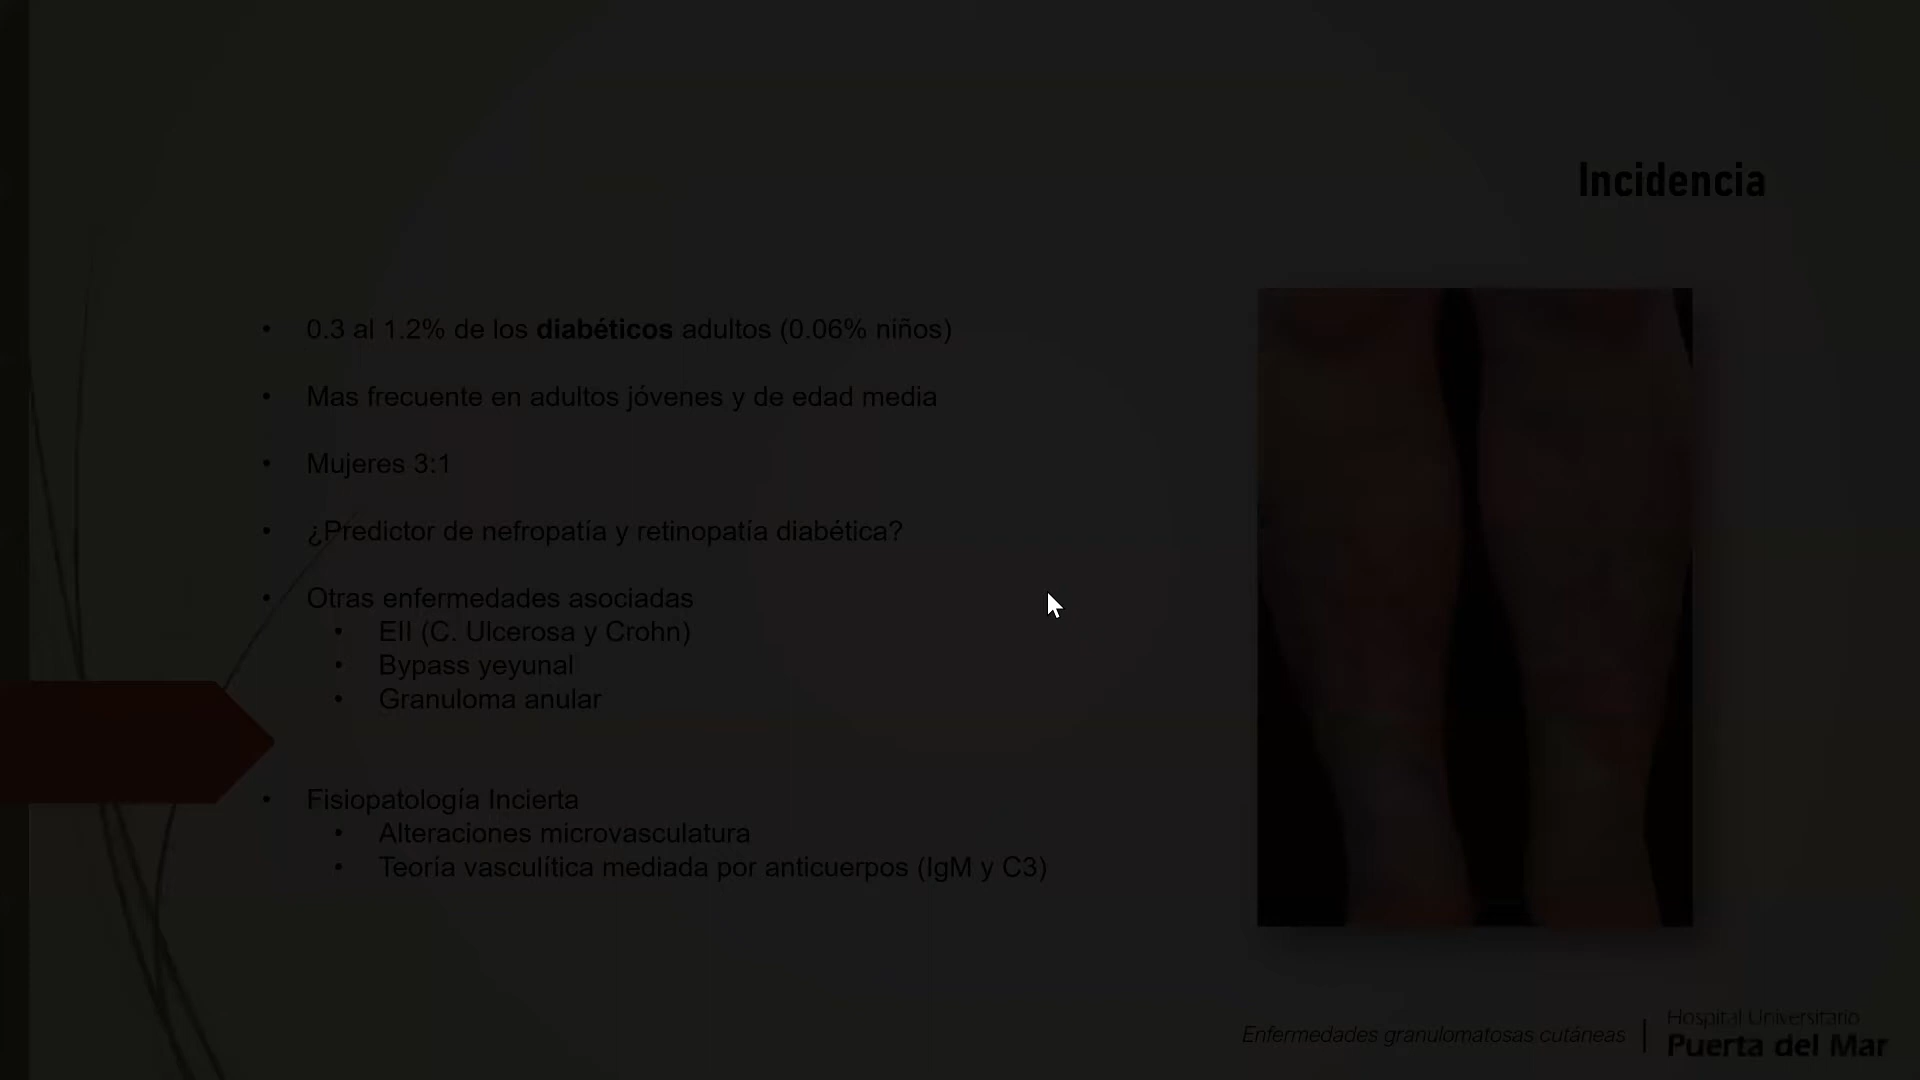 Incidencia
• 0.3 al 1.2% de los diabéticos adultos (0.06% niños)
• Mas frecuente en adultos jóvenes y de edad media
• Mujeres 3:1
• ¿Predictor de nefropatía y retinopatía diabética?
• Otras enfermedades asociadas
• EII (C. Ulcerosa y Crohn)
• Bypass yeyunal
• Granuloma anular
• Fisiopatología Incierta
• Alteraciones microvasculatura
• Teoría vasculítica mediada por anticuerpos (IgM y C3)
Enfermedades granulomatosas cutáneas
Hospital Universitario
Puerta del Mar